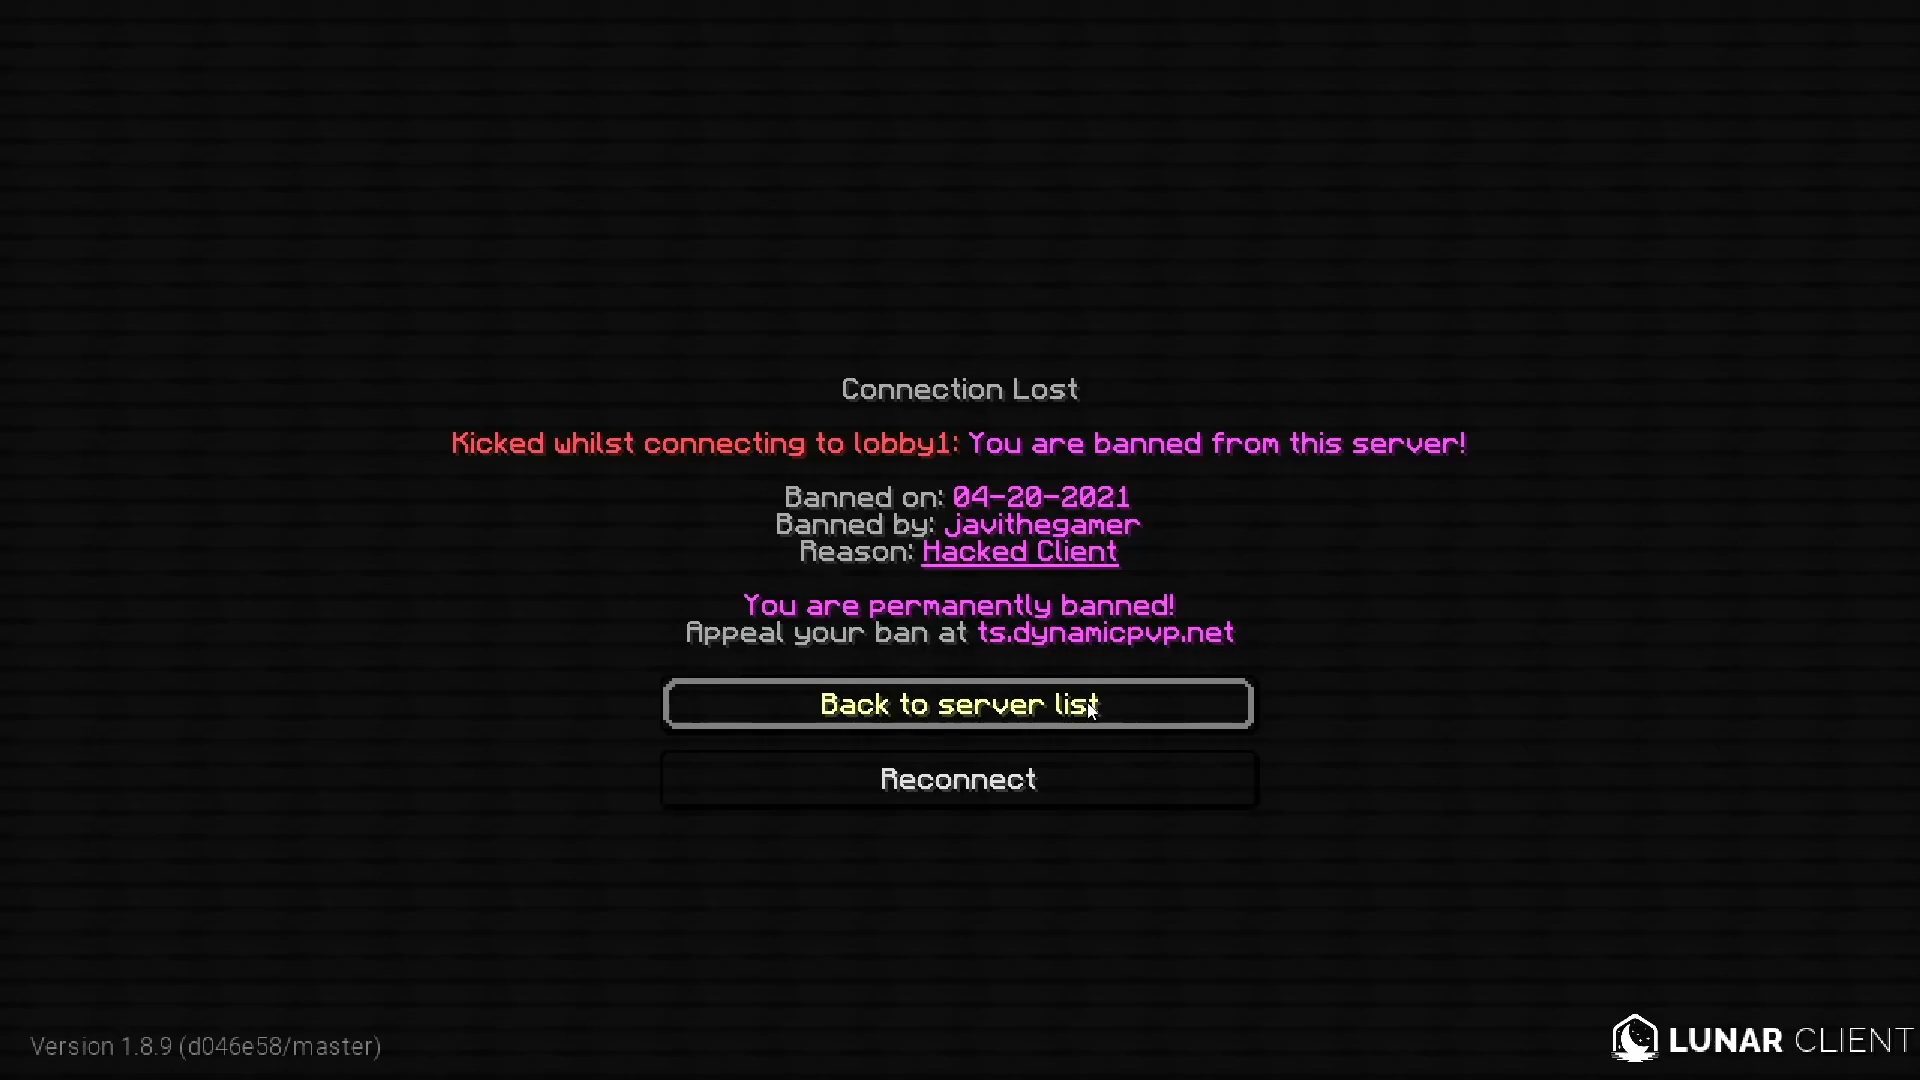 Connection Lost
Kicked whilst connecting to lobby1: You are banned from this server!
Banned on: 04-20-2021
Banned by: javithegamer
Reason: Hacked Client
You are permanently banned!
Appeal your ban at ts.dynamicpvp.net
Back to server list
Reconnect
Version 1.8.9 (d046e58/master)
LUNAR CLIENT